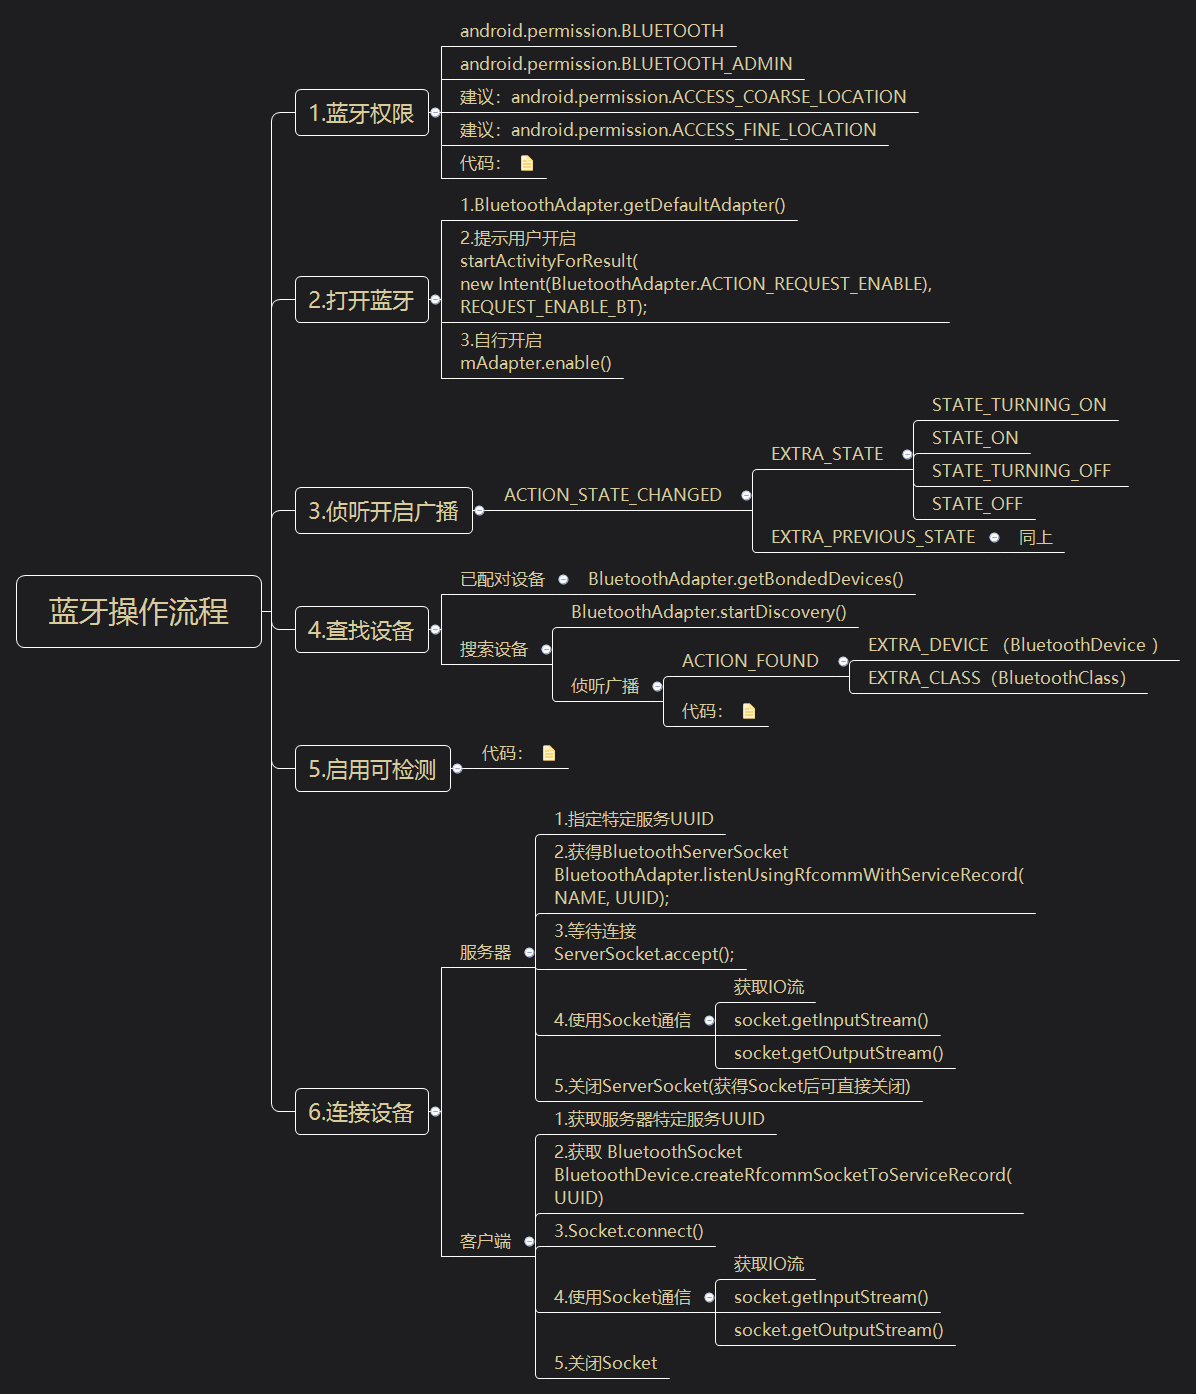 蓝牙操作流程
1.蓝牙权限
android.permission.BLUETOOTH
android.permission.BLUETOOTH_ADMIN
建议：android.permission.ACCESS_COARSE_LOCATION
建议：android.permission.ACCESS_FINE_LOCATION
代码：
2.打开蓝牙
1.BluetoothAdapter.getDefaultAdapter()
2.提示用户开启
startActivityForResult(
new Intent(BluetoothAdapter.ACTION_REQUEST_ENABLE),
REQUEST_ENABLE_BT);
3.自行开启
mAdapter.enable()
3.侦听开启广播
ACTION_STATE_CHANGED
EXTRA_STATE
STATE_TURNING_ON
STATE_ON
STATE_TURNING_OFF
STATE_OFF
EXTRA_PREVIOUS_STATE
同上
4.查找设备
已配对设备
BluetoothAdapter.getBondedDevices()
搜索设备
BluetoothAdapter.startDiscovery()
侦听广播
ACTION_FOUND
EXTRA_DEVICE （BluetoothDevice ）
EXTRA_CLASS（BluetoothClass）
代码：
5.启用可检测
代码：
6.连接设备
服务器
1.指定特定服务UUID
2.获得BluetoothServerSocket
BluetoothAdapter.listenUsingRfcommWithServiceRecord(
NAME, UUID);
3.等待连接
ServerSocket.accept();
4.使用Socket通信
获取IO流
socket.getInputStream()
socket.getOutputStream()
5.关闭ServerSocket(获得Socket后可直接关闭)
客户端
1.获取服务器特定服务UUID
2.获取 BluetoothSocket
BluetoothDevice.createRfcommSocketToServiceRecord(
UUID)
3.Socket.connect()
4.使用Socket通信
获取IO流
socket.getInputStream()
socket.getOutputStream()
5.关闭Socket